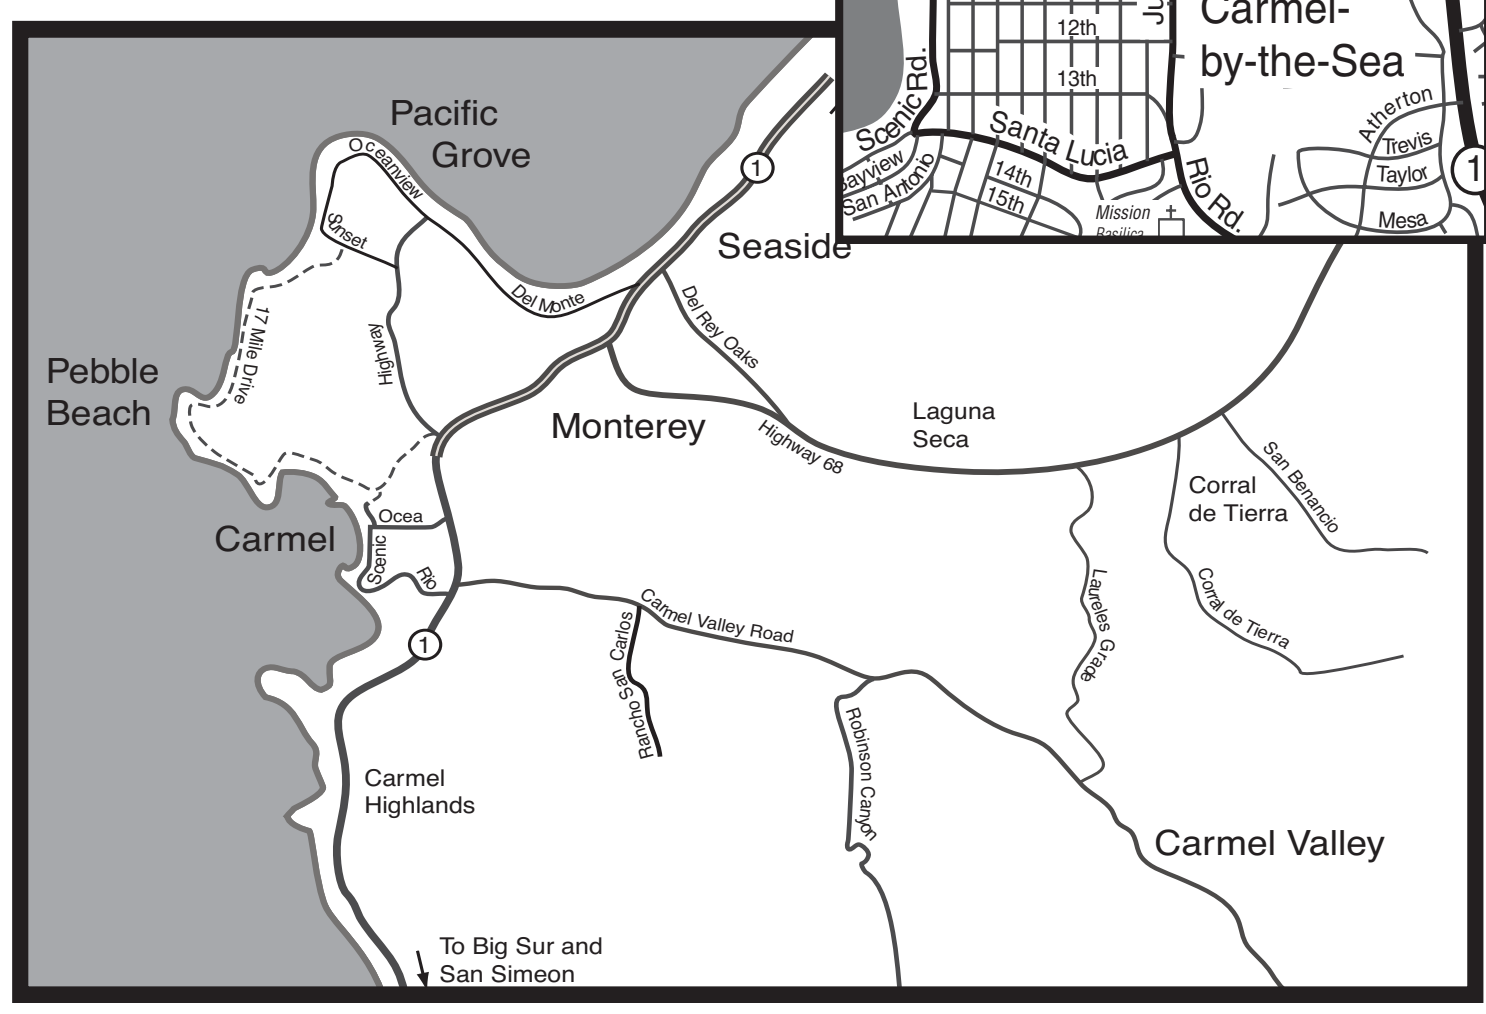 Pacific
Grove
Oceanview
Sunset
17 Mile Drive
Highway
Del Monte
1
Seaside
Del Rey Oaks
Pebble
Beach
Monterey
Highway 68
Laguna
Seca
San Benancio
Corral
de Tierra
Corral de Tierra
Laureles Grade
Carmel
Ocea
Scenic
Rio
1
Carmel Valley Road
Rancho San Carlos
Robinson Canyon
Carmel
Highlands
Carmel Valley
To Big Sur and
San Simeon
Carmel-
by-the-Sea
12th
13th
Scenic Rd.
Santa Lucia
14th
15th
San Antonio
Mission
Basilica
Rio Rd.
Atherton
Trevis
Taylor
Mesa
1